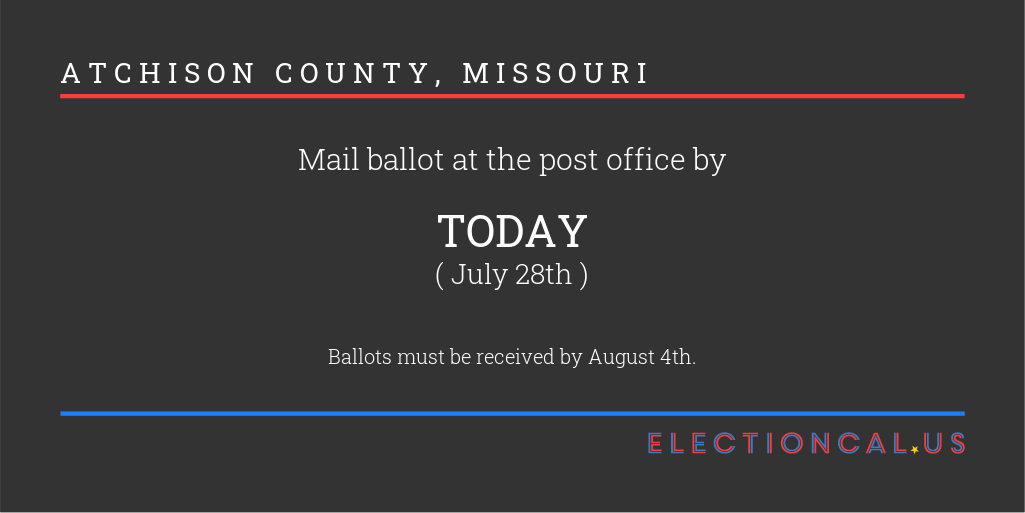 ATCHISON COUNTY, MISSOURI
Mail ballot at the post office by
TODAY
( July 28th )
Ballots must be received by August 4th.
ELECTIONCAL.US